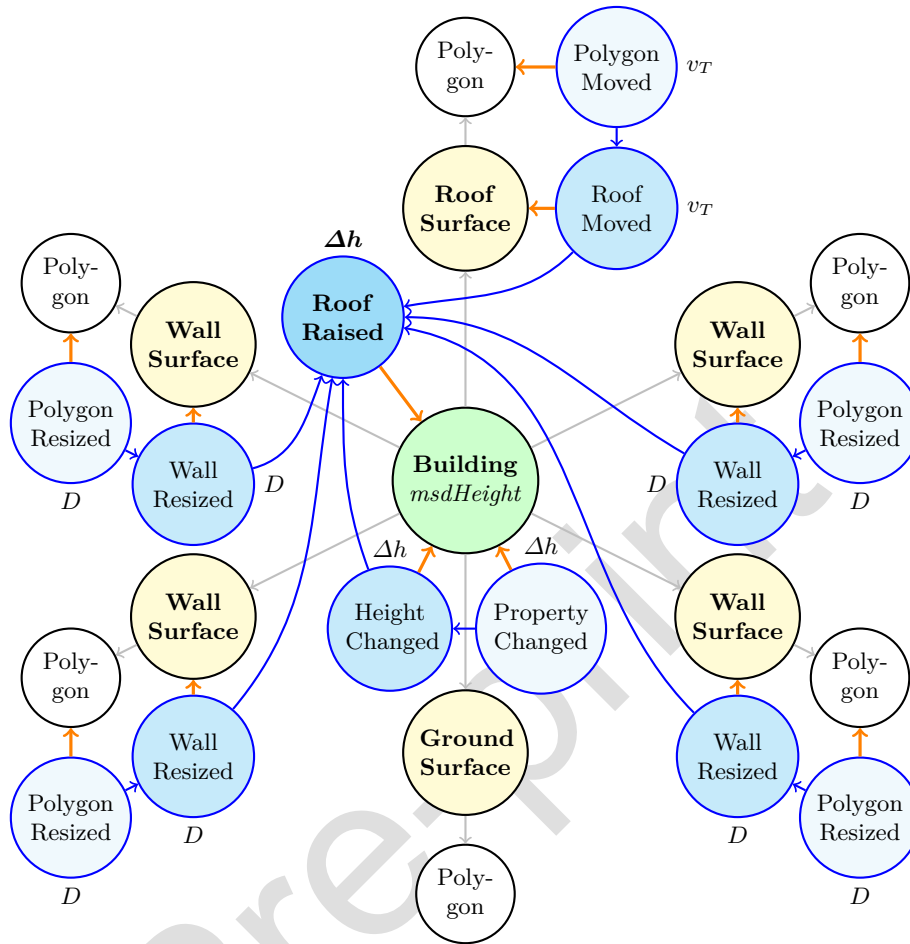 Poly-
gon
Polygon
Moved
v_T
Roof
Surface
Roof
Moved
v_T
Δh
Roof
Raised
Poly-
gon
Wall
Surface
Polygon
Resized
D
Wall
Resized
D
Wall
Surface
Poly-
gon
Polygon
Resized
D
Wall
Resized
D
Building
msdHeight
Δh
Δh
Height
Changed
Property
Changed
Wall
Surface
Poly-
gon
Wall
Resized
D
Polygon
Resized
D
Wall
Surface
Poly-
gon
Wall
Resized
D
Polygon
Resized
D
Ground
Surface
Poly-
gon
Pre-print